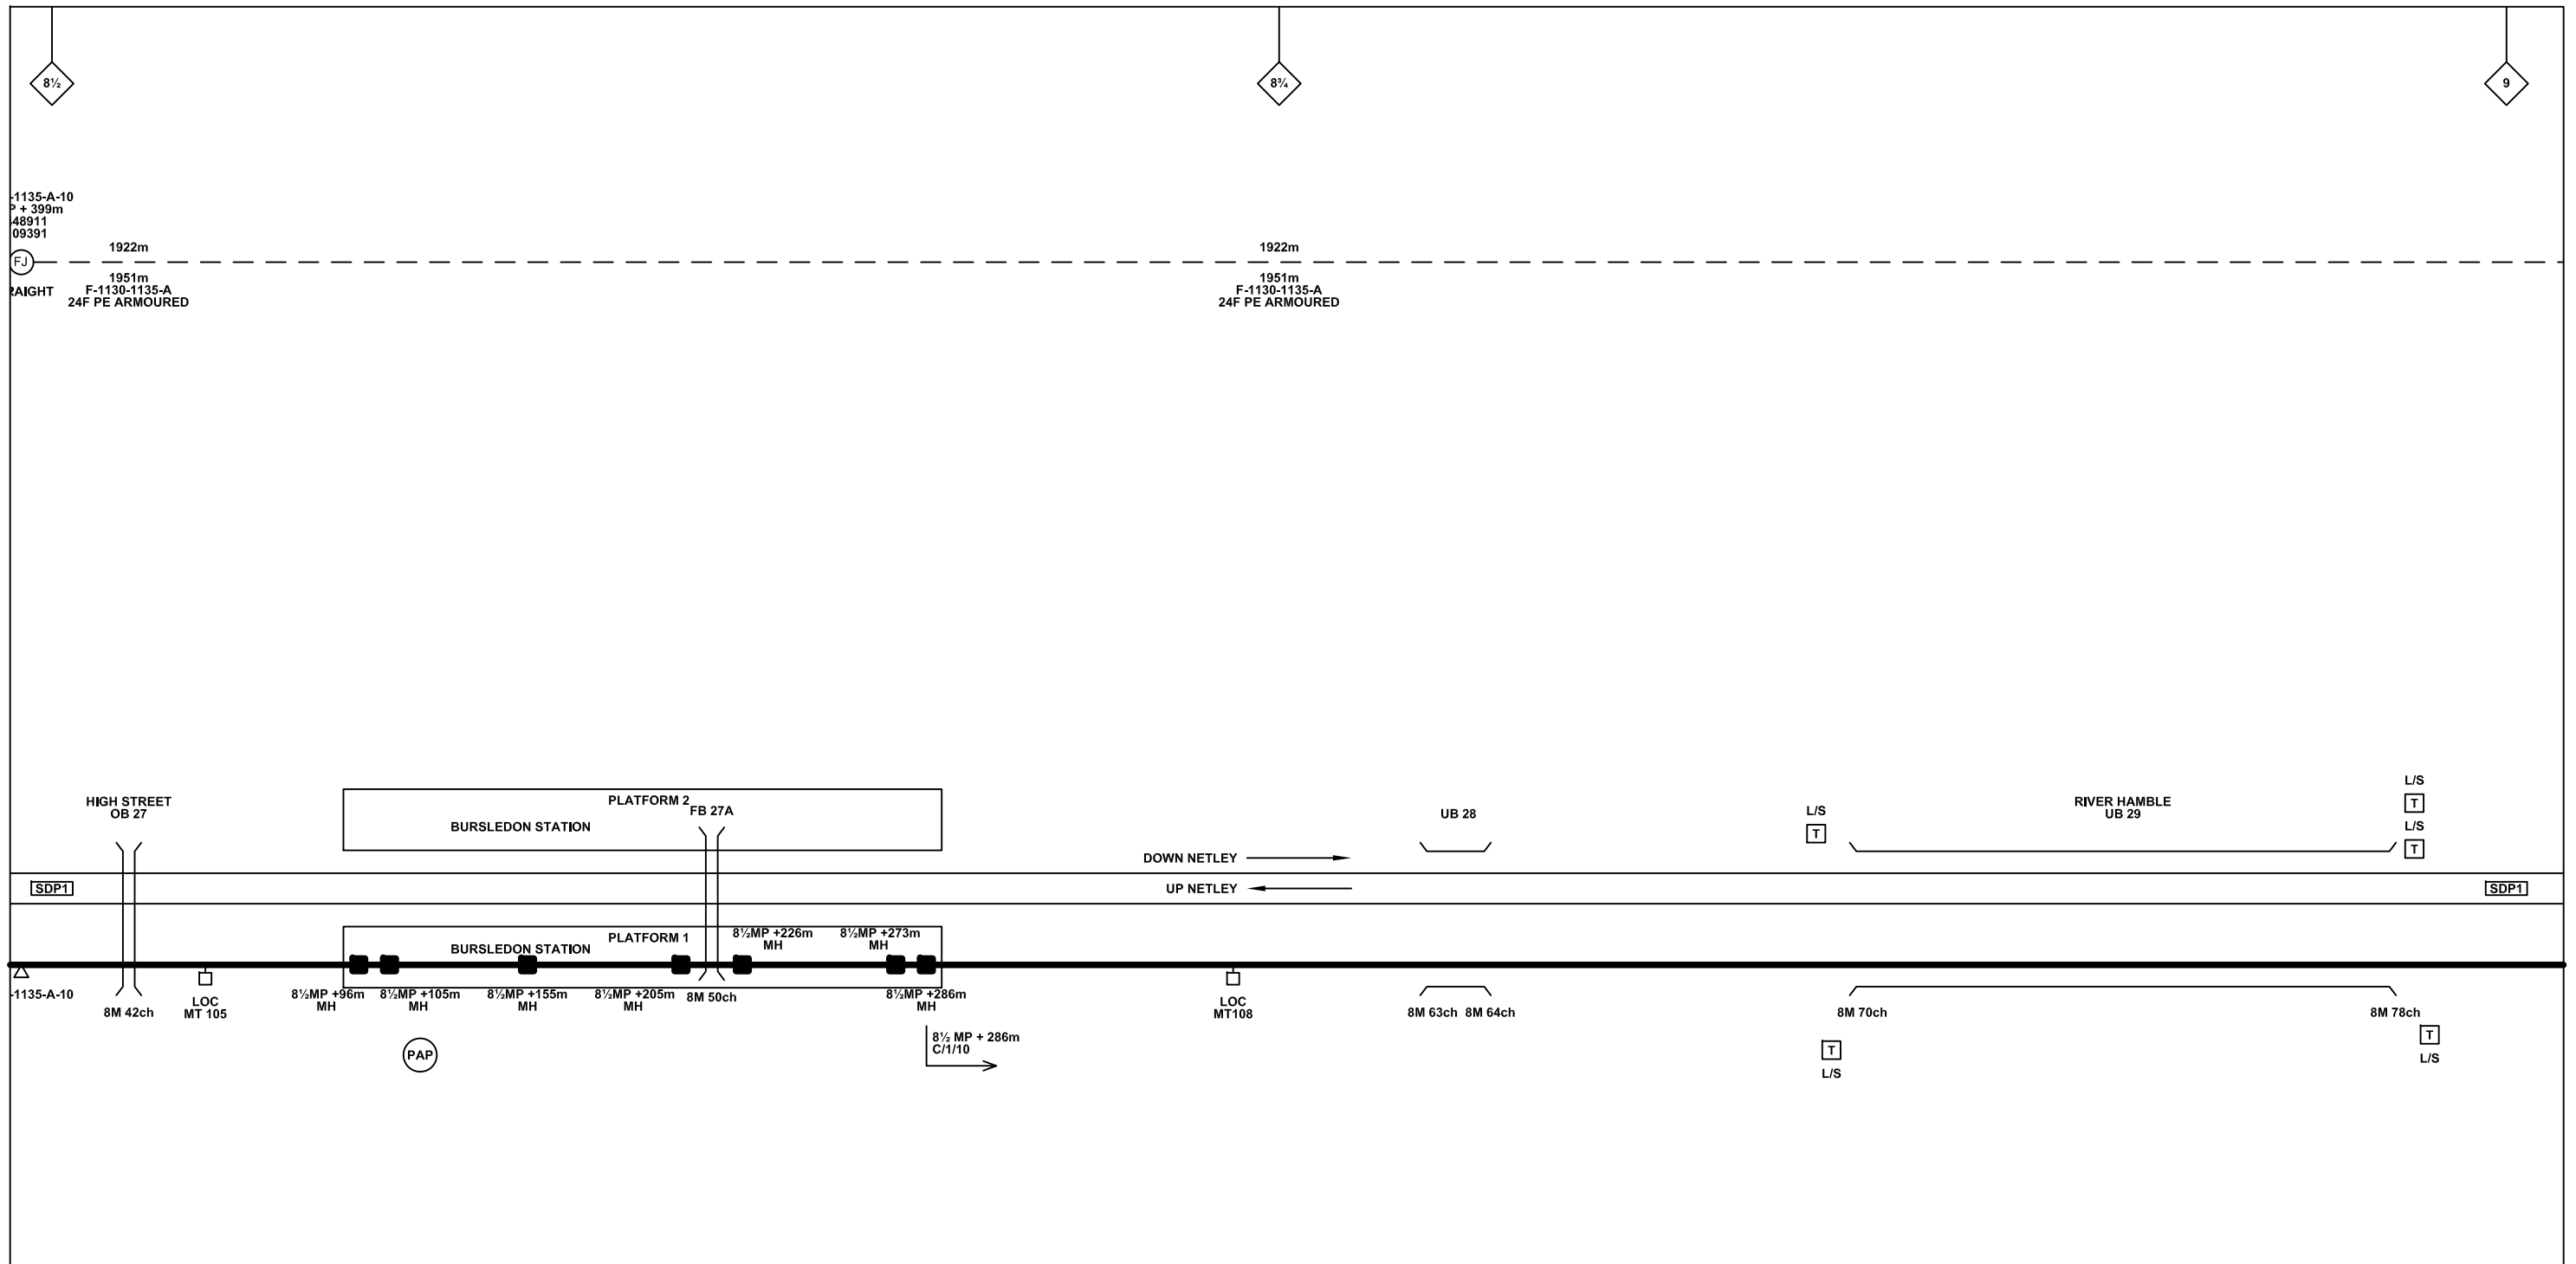 8½
8¾
9
-1135-A-10
P + 399m
48911
09391
FJ
RAIGHT
1922m
1951m
F-1130-1135-A
24F PE ARMOURED
1922m
1951m
F-1130-1135-A
24F PE ARMOURED
HIGH STREET
OB 27
PLATFORM 2
FB 27A
BURSLEDON STATION
UB 28
L/S
T
RIVER HAMBLE
UB 29
L/S
T
L/S
T
DOWN NETLEY
UP NETLEY
SDP1
SDP1
PLATFORM 1
BURSLEDON STATION
8½MP +226m
MH
8½MP +273m
MH
-1135-A-10
8M 42ch
LOC
MT 105
8½MP +96m
MH
8½MP +105m
MH
8½MP +155m
MH
8½MP +205m
MH
8M 50ch
8½MP +286m
MH
LOC
MT108
8M 63ch
8M 64ch
8M 70ch
8M 78ch
PAP
8½ MP + 286m
C/1/10
T
L/S
T
L/S